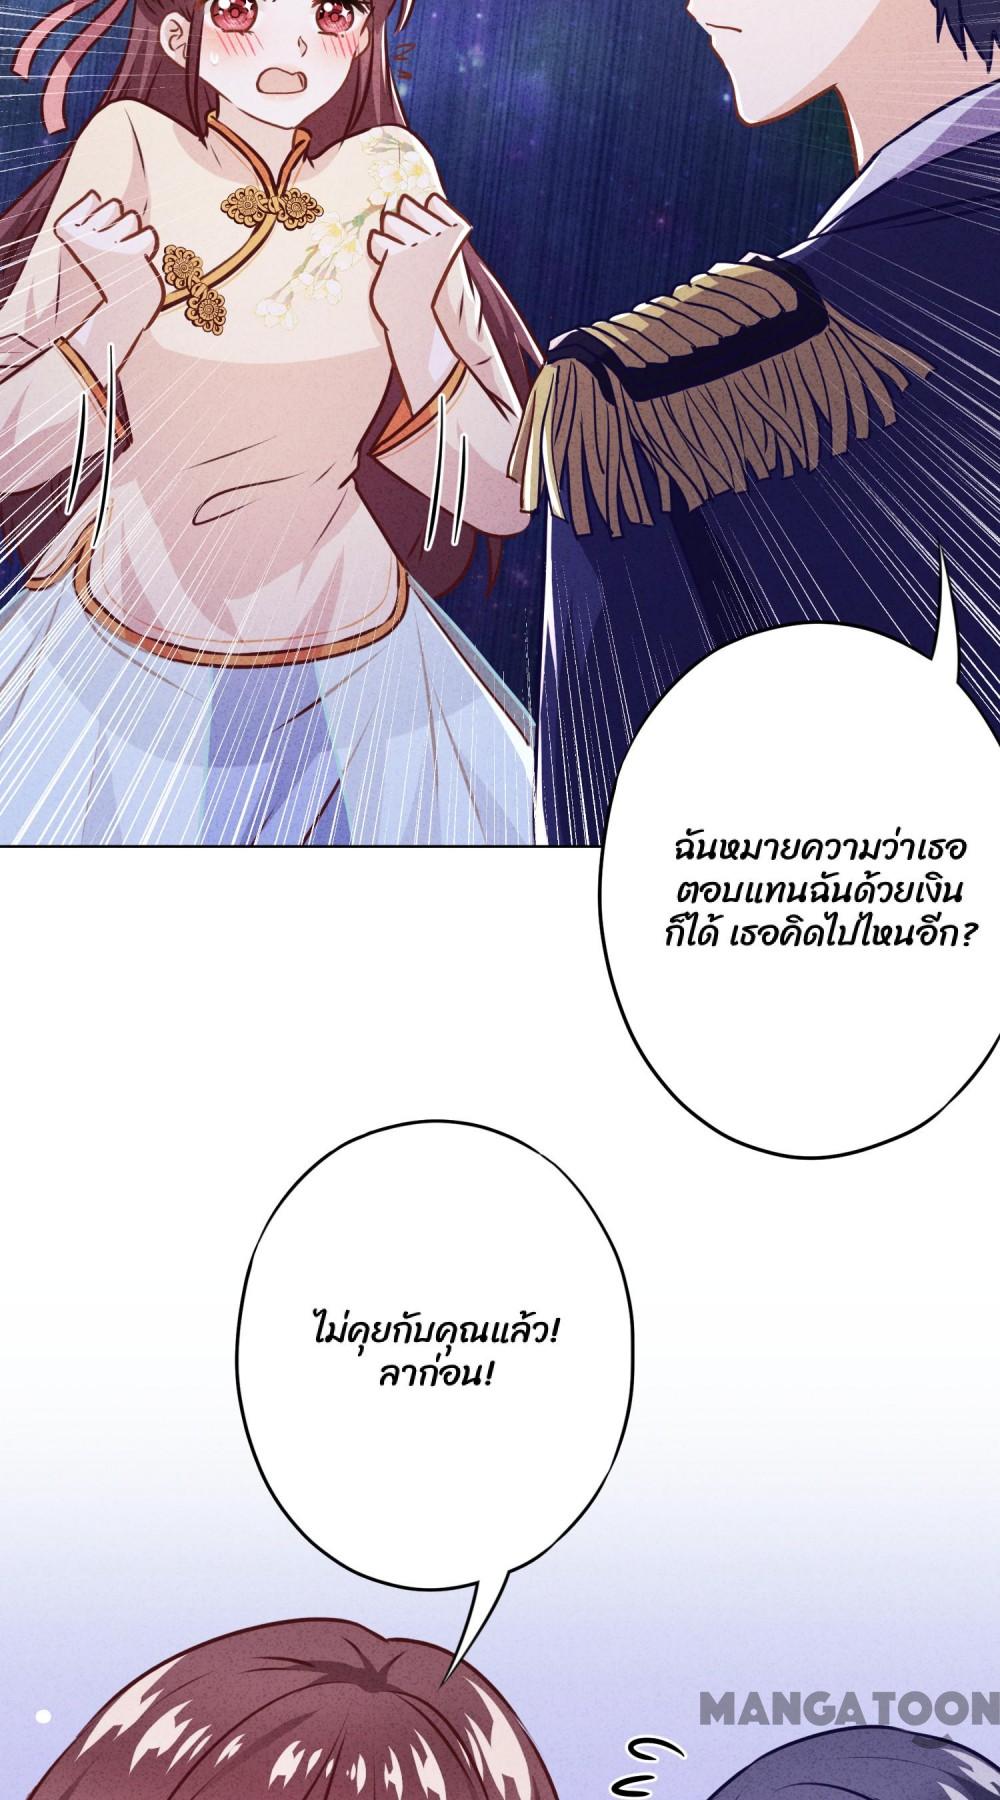 ฉันหมายความว่าเธอ
ตอบแทนฉันด้วยเงิน
ก็ได้ เธอคิดไปไหนอีก?
ไม่คุยกับคุณแล้ว!
ลาก่อน!
MANGATOON